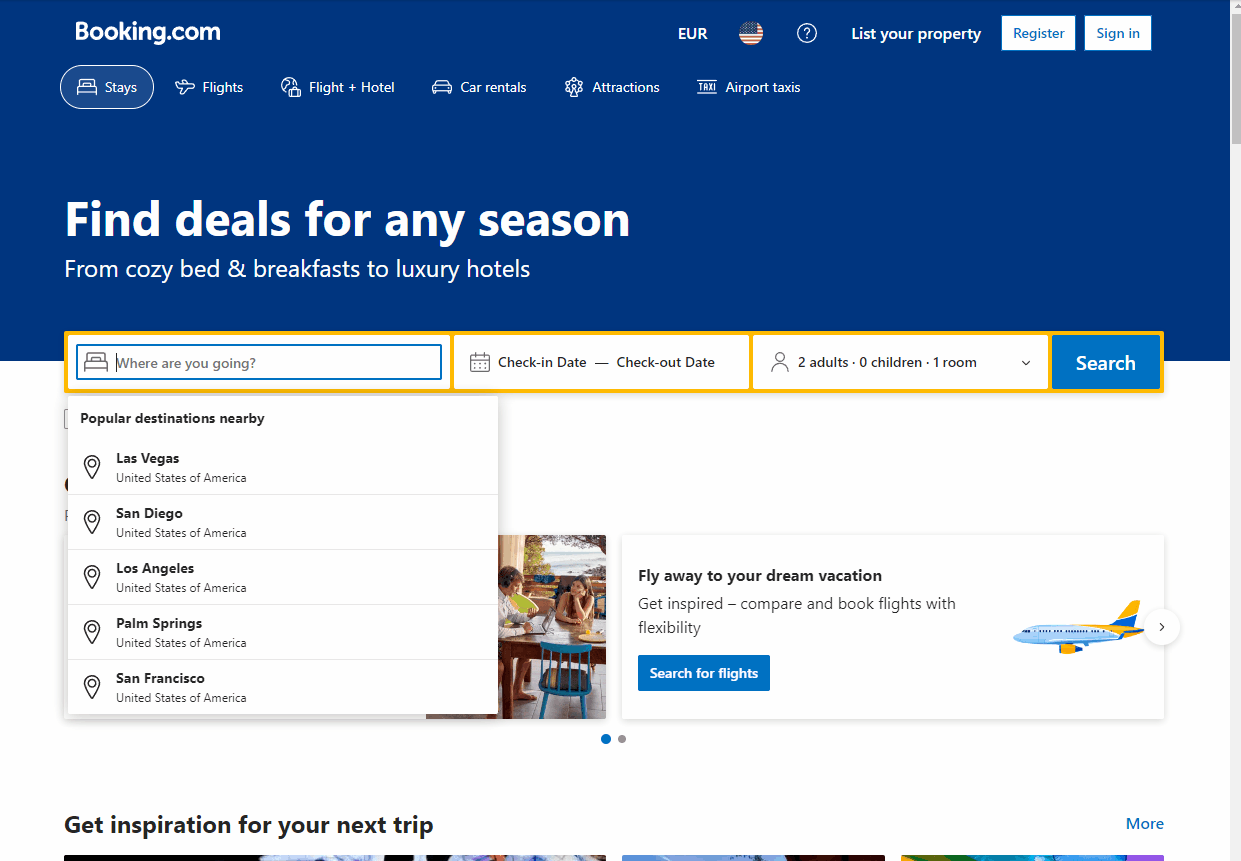 Booking.com
EUR
List your property
Register
Sign in
Stays
Flights
Flight + Hotel
Car rentals
Attractions
TAXI
Airport taxis
Find deals for any season
From cozy bed & breakfasts to luxury hotels
Where are you going?
Check-in Date — Check-out Date
2 adults · 0 children · 1 room
Search
Popular destinations nearby
Las Vegas
United States of America
San Diego
United States of America
Los Angeles
United States of America
Palm Springs
United States of America
San Francisco
United States of America
Fly away to your dream vacation
Get inspired – compare and book flights with
flexibility
Search for flights
Get inspiration for your next trip
More